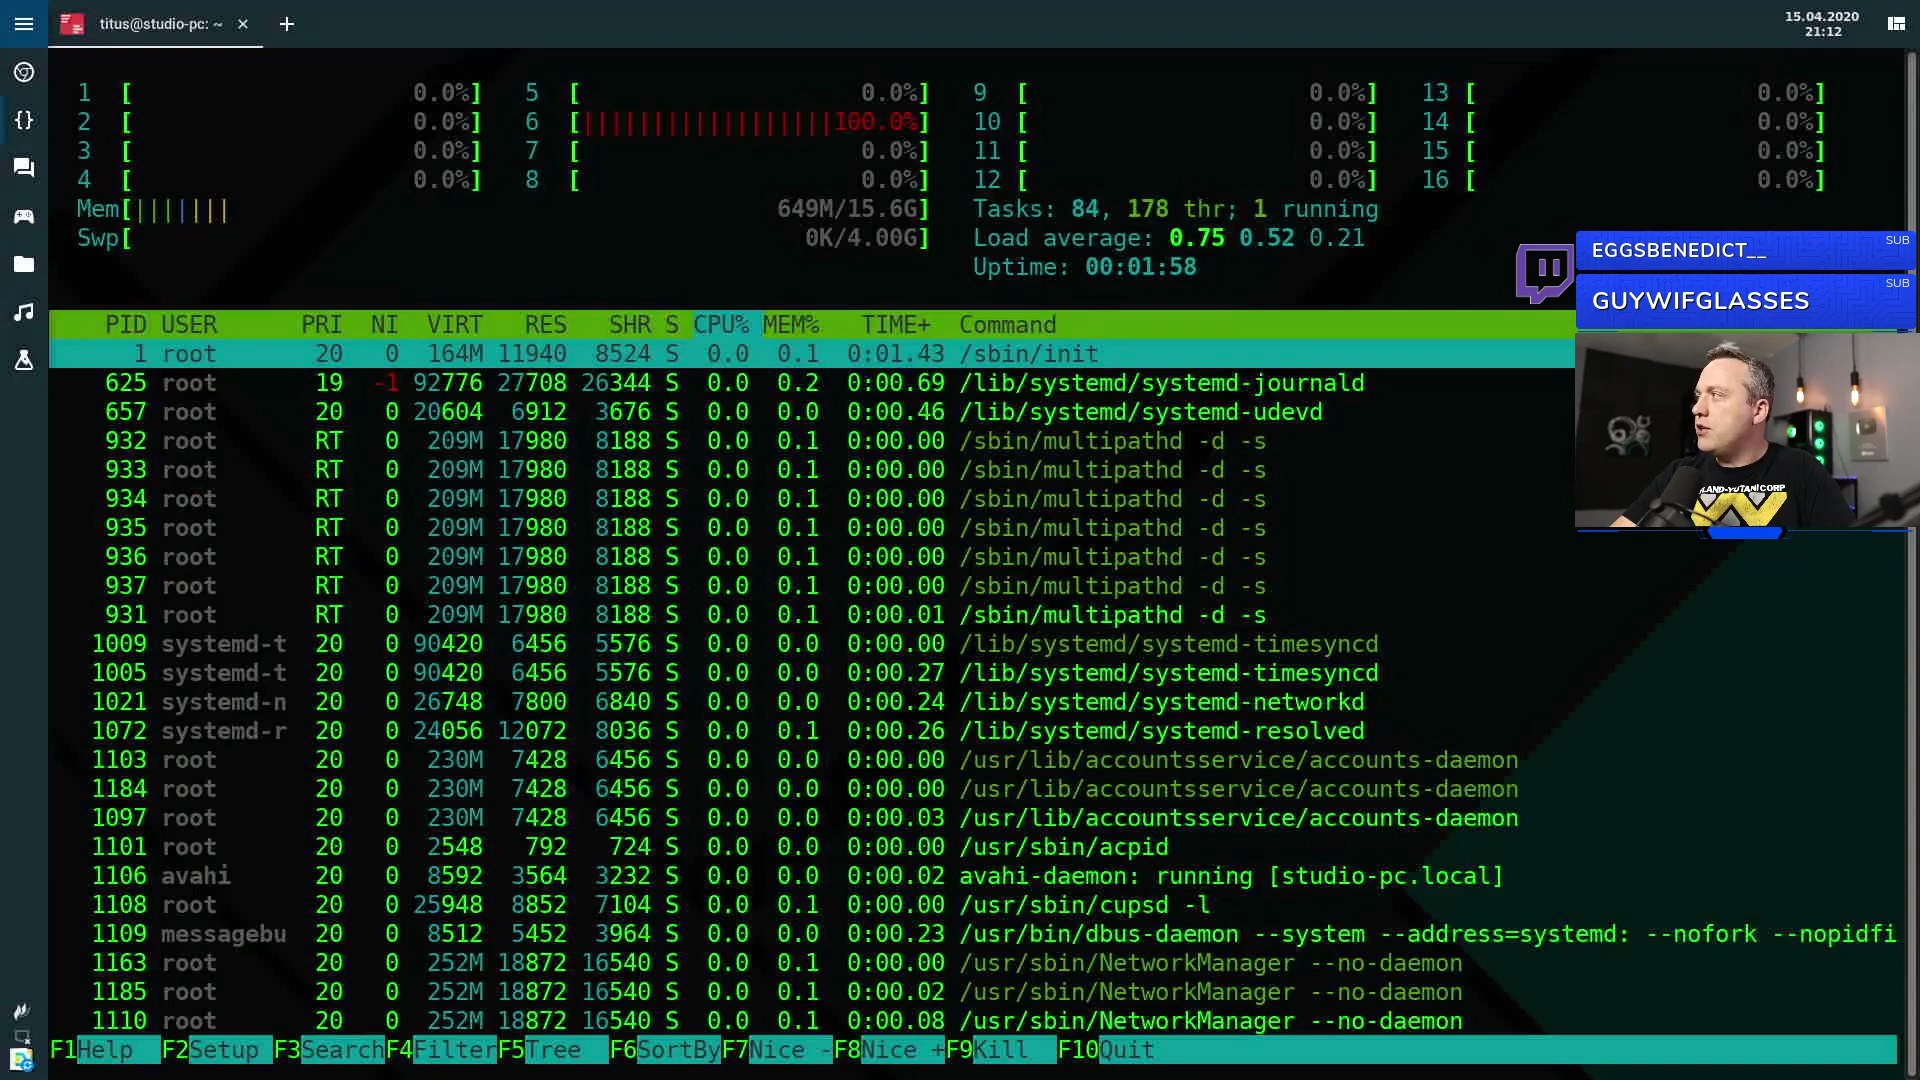 titus@studio-pc: ~
15.04.2020
21:12
1 [ 0.0%] 5 [ 0.0%] 9 [ 0.0%] 13 [ 0.0%]
2 [ 0.0%] 6 [||||||||||||||||||100.0%] 10 [ 0.0%] 14 [ 0.0%]
3 [ 0.0%] 7 [ 0.0%] 11 [ 0.0%] 15 [ 0.0%]
4 [ 0.0%] 8 [ 0.0%] 12 [ 0.0%] 16 [ 0.0%]
Mem[||||||| 649M/15.6G] Tasks: 84, 178 thr; 1 running
Swp[ 0K/4.00G] Load average: 0.75 0.52 0.21
Uptime: 00:01:58
EGGSBENEDICT__ SUB
GUYWIFGLASSES SUB
PID USER PRI NI VIRT RES SHR S CPU% MEM% TIME+ Command
1 root 20 0 164M 11940 8524 S 0.0 0.1 0:01.43 /sbin/init
625 root 19 -1 92776 27708 26344 S 0.0 0.2 0:00.69 /lib/systemd/systemd-journald
657 root 20 0 20604 6912 3676 S 0.0 0.0 0:00.46 /lib/systemd/systemd-udevd
932 root RT 0 209M 17980 8188 S 0.0 0.1 0:00.00 /sbin/multipathd -d -s
933 root RT 0 209M 17980 8188 S 0.0 0.1 0:00.00 /sbin/multipathd -d -s
934 root RT 0 209M 17980 8188 S 0.0 0.1 0:00.00 /sbin/multipathd -d -s
935 root RT 0 209M 17980 8188 S 0.0 0.1 0:00.00 /sbin/multipathd -d -s
936 root RT 0 209M 17980 8188 S 0.0 0.1 0:00.00 /sbin/multipathd -d -s
937 root RT 0 209M 17980 8188 S 0.0 0.1 0:00.00 /sbin/multipathd -d -s
931 root RT 0 209M 17980 8188 S 0.0 0.1 0:00.01 /sbin/multipathd -d -s
1009 systemd-t 20 0 90420 6456 5576 S 0.0 0.0 0:00.00 /lib/systemd/systemd-timesyncd
1005 systemd-t 20 0 90420 6456 5576 S 0.0 0.0 0:00.27 /lib/systemd/systemd-timesyncd
1021 systemd-n 20 0 26748 7800 6840 S 0.0 0.0 0:00.24 /lib/systemd/systemd-networkd
1072 systemd-r 20 0 24056 12072 8036 S 0.0 0.1 0:00.26 /lib/systemd/systemd-resolved
1103 root 20 0 230M 7428 6456 S 0.0 0.0 0:00.00 /usr/lib/accountsservice/accounts-daemon
1184 root 20 0 230M 7428 6456 S 0.0 0.0 0:00.00 /usr/lib/accountsservice/accounts-daemon
1097 root 20 0 230M 7428 6456 S 0.0 0.0 0:00.03 /usr/lib/accountsservice/accounts-daemon
1101 root 20 0 2548 792 724 S 0.0 0.0 0:00.00 /usr/sbin/acpid
1106 avahi 20 0 8592 3564 3232 S 0.0 0.0 0:00.02 avahi-daemon: running [studio-pc.local]
1108 root 20 0 25948 8852 7104 S 0.0 0.1 0:00.00 /usr/sbin/cupsd -l
1109 messagebu 20 0 8512 5452 3964 S 0.0 0.0 0:00.23 /usr/bin/dbus-daemon --system --address=systemd: --nofork --nopidfi
1163 root 20 0 252M 18872 16540 S 0.0 0.1 0:00.00 /usr/sbin/NetworkManager --no-daemon
1185 root 20 0 252M 18872 16540 S 0.0 0.1 0:00.02 /usr/sbin/NetworkManager --no-daemon
1110 root 20 0 252M 18872 16540 S 0.0 0.1 0:00.08 /usr/sbin/NetworkManager --no-daemon
F1Help F2Setup F3SearchF4FilterF5Tree F6SortByF7Nice -F8Nice +F9Kill F10Quit